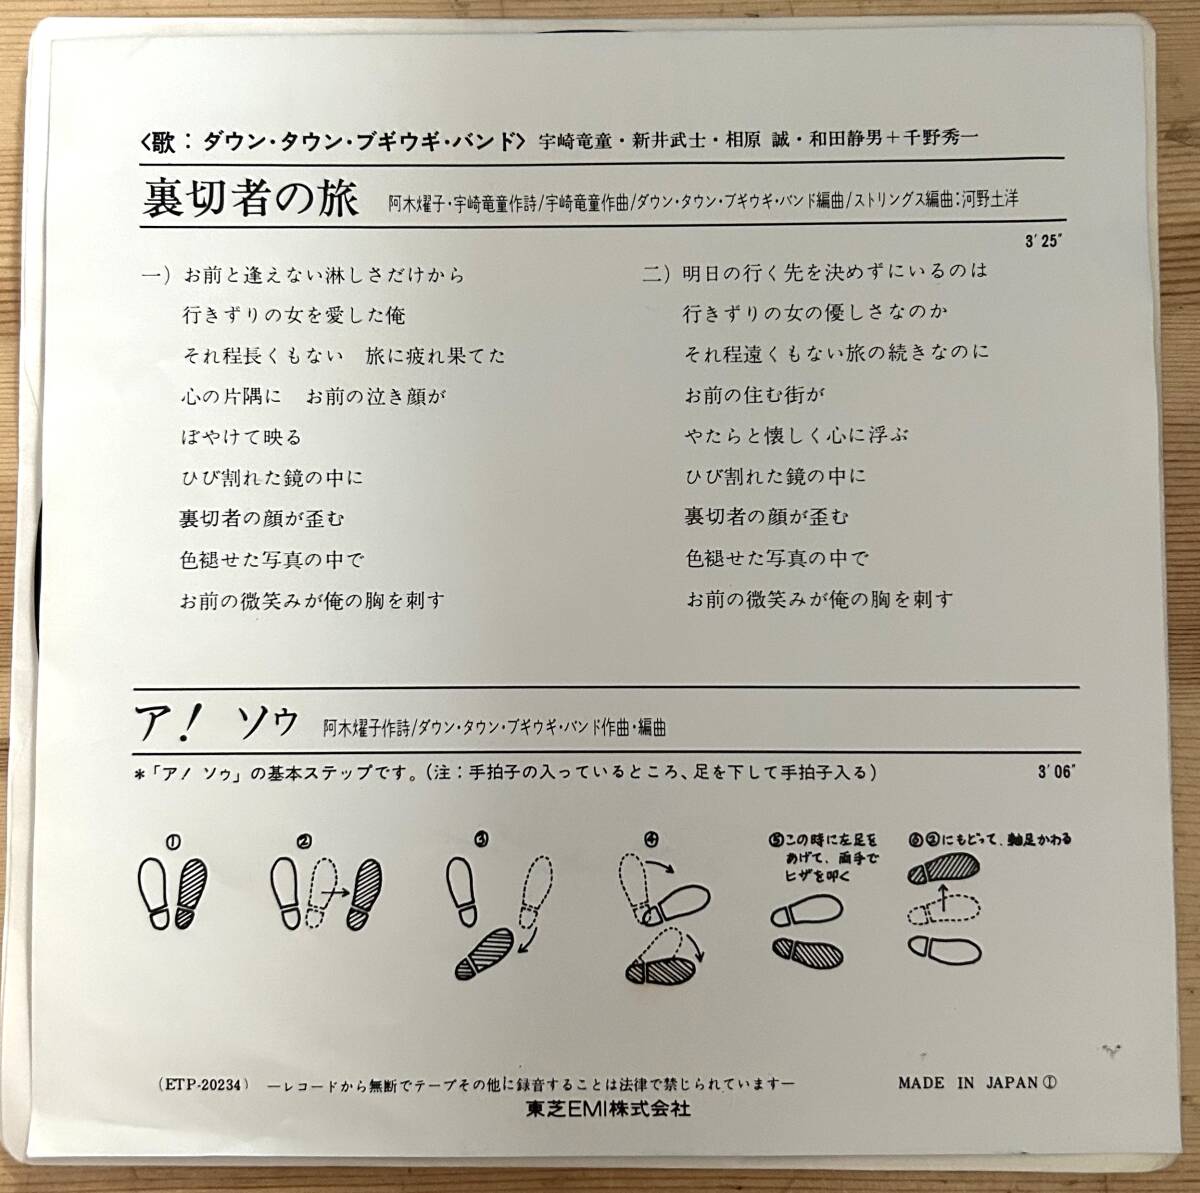 〈歌：ダウン・タウン・ブギウギ・バンド〉宇崎竜童・新井武士・相原 誠・和田静男＋千野秀一
裏切者の旅 阿木燿子・宇崎竜童作詩/宇崎竜童作曲/ダウン・タウン・ブギウギ・バンド編曲/ストリングス編曲：河野土洋
3′25″
一）お前と逢えない淋しさだけから
行きずりの女を愛した俺
それ程長くもない　旅に疲れ果てた
心の片隅に　お前の泣き顔が
ぼやけて映る
ひび割れた鏡の中に
裏切者の顔が歪む
色褪せた写真の中で
お前の微笑みが俺の胸を刺す
二）明日の行く先を決めずにいるのは
行きずりの女の優しさなのか
それ程遠くもない旅の続きなのに
お前の住む街が
やたらと懐しく心に浮ぶ
ひび割れた鏡の中に
裏切者の顔が歪む
色褪せた写真の中で
お前の微笑みが俺の胸を刺す
ア！ ソゥ 阿木燿子作詩/ダウン・タウン・ブギウギ・バンド作曲・編曲
＊「ア！ソゥ」の基本ステップです。（注：手拍子の入っているところ、足を下して手拍子入る）
3′06″
①
②
③
④
⑤この時に左足を
あげて、両手で
ヒザを叩く
⑥②にもどって、軸足かわる
（ETP-20234） ―レコードから無断でテープその他に録音することは法律で禁じられています― MADE IN JAPAN①
東芝EMI株式会社